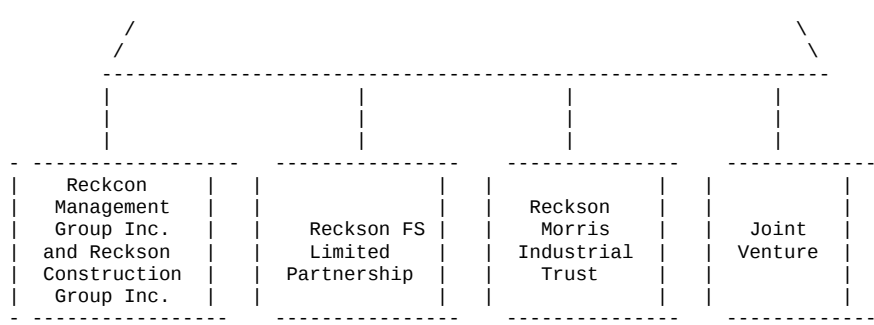 Reckcon
Management
Group Inc.
and Reckson
Construction
Group Inc.
Reckson FS
Limited
Partnership
Reckson
Morris
Industrial
Trust
Joint
Venture